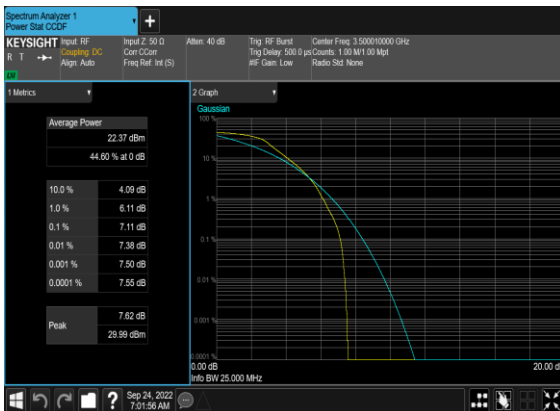 Spectrum Analyzer 1
Power Stat CCDF
KEYSIGHT
R T
LV
Input: RF
Coupling: DC
Align: Auto
Input Z: 50 Ω
Corr CCorr
Freq Ref: Int (S)
Atten: 40 dB
Trig: RF Burst
Trig Delay: 500.0 µs
#IF Gain: Low
Center Freq: 3.500010000 GHz
Counts: 1.00 M/1.00 Mpt
Radio Std: None
1 Metrics
Average Power
22.37 dBm
44.60 % at 0 dB
10.0 % 4.09 dB
1.0 % 6.11 dB
0.1 % 7.11 dB
0.01 % 7.38 dB
0.001 % 7.50 dB
0.0001 % 7.55 dB
Peak 7.62 dB
29.99 dBm
2 Graph
Gaussian
100 %
10 %
1 %
0.1 %
0.01 %
0.001 %
0.0001 %
0.00 dB 20.00 d
Info BW 25.000 MHz
?
Sep 24, 2022
7:01:56 AM